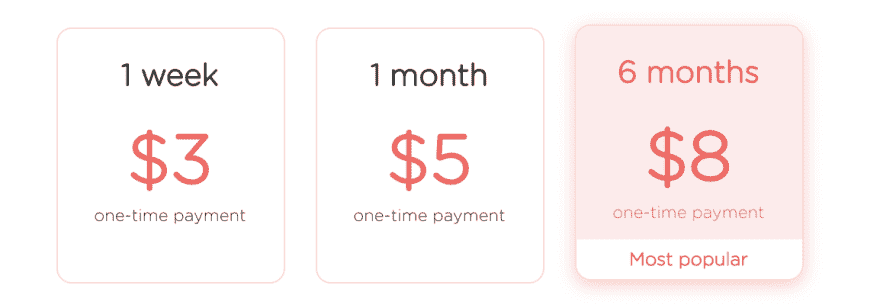 1 week
$3
one-time payment
1 month
$5
one-time payment
6 months
$8
one-time payment
Most popular